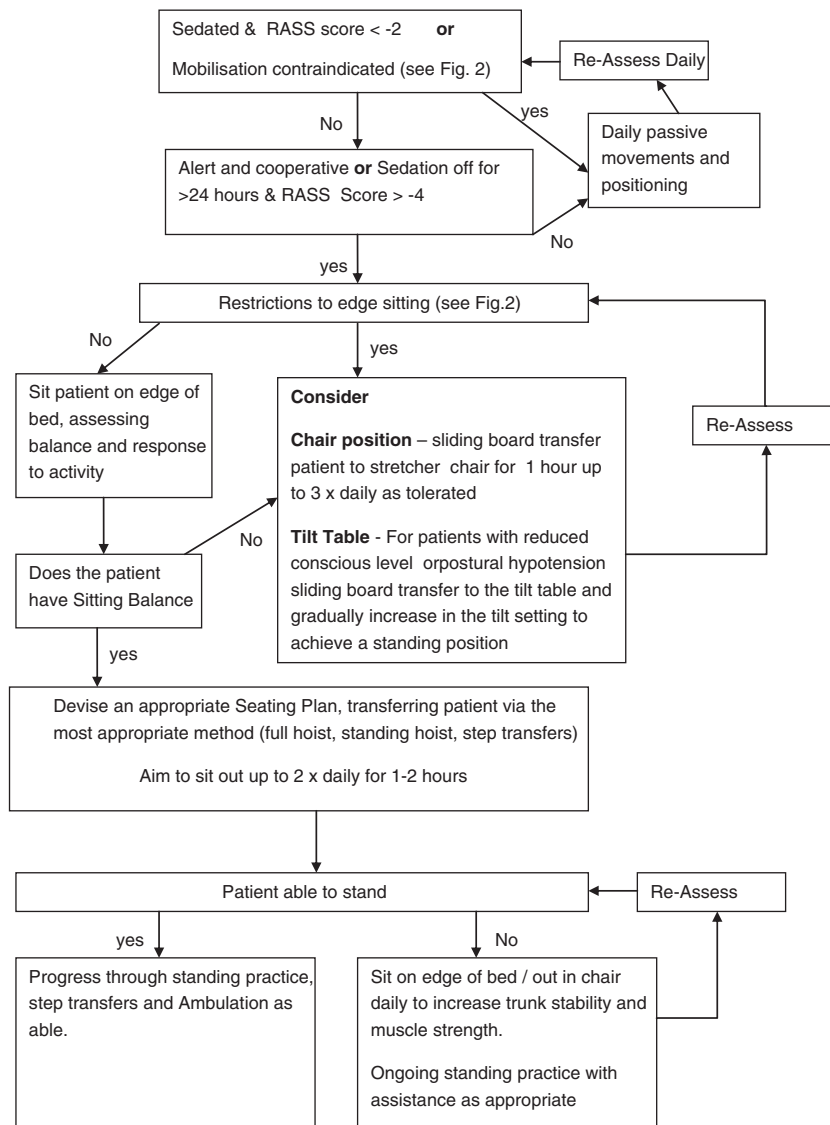 Sedated & RASS score < -2 or
Mobilisation contraindicated (see Fig. 2)
Re-Assess Daily
yes
No
Daily passive
movements and
positioning
Alert and cooperative or Sedation off for
>24 hours & RASS Score > -4
No
yes
Restrictions to edge sitting (see Fig.2)
No
yes
Sit patient on edge of
bed, assessing
balance and response
to activity
Consider
Chair position – sliding board transfer
patient to stretcher chair for 1 hour up
to 3 x daily as tolerated
Tilt Table - For patients with reduced
conscious level orpostural hypotension
sliding board transfer to the tilt table and
gradually increase in the tilt setting to
achieve a standing position
Re-Assess
No
Does the patient
have Sitting Balance
yes
Devise an appropriate Seating Plan, transferring patient via the
most appropriate method (full hoist, standing hoist, step transfers)
Aim to sit out up to 2 x daily for 1-2 hours
Patient able to stand
Re-Assess
yes
No
Progress through standing practice,
step transfers and Ambulation as
able.
Sit on edge of bed / out in chair
daily to increase trunk stability and
muscle strength.
Ongoing standing practice with
assistance as appropriate